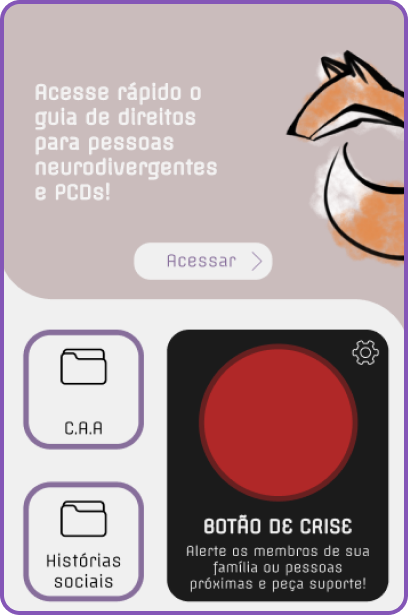 Acesse rápido o
guia de direitos
para pessoas
neurodivergentes
e PCDs!
Acessar
C.A.A
Histórias
sociais
BOTÃO DE CRISE
Alerte os membros de sua
família ou pessoas
próximas e peça suporte!